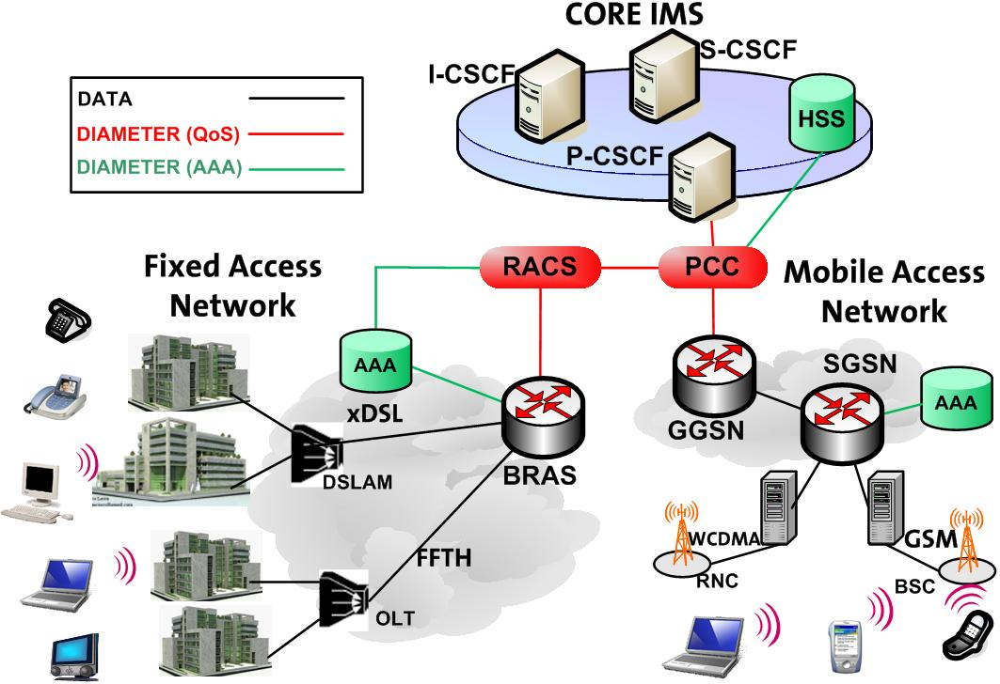 CORE IMS
I-CSCF
S-CSCF
HSS
P-CSCF
DATA
DIAMETER (QoS)
DIAMETER (AAA)
RACS
PCC
Fixed Access
Network
Mobile Access
Network
AAA
xDSL
BRAS
DSLAM
FFTH
OLT
GGSN
SGSN
AAA
WCDMA
RNC
GSM
BSC